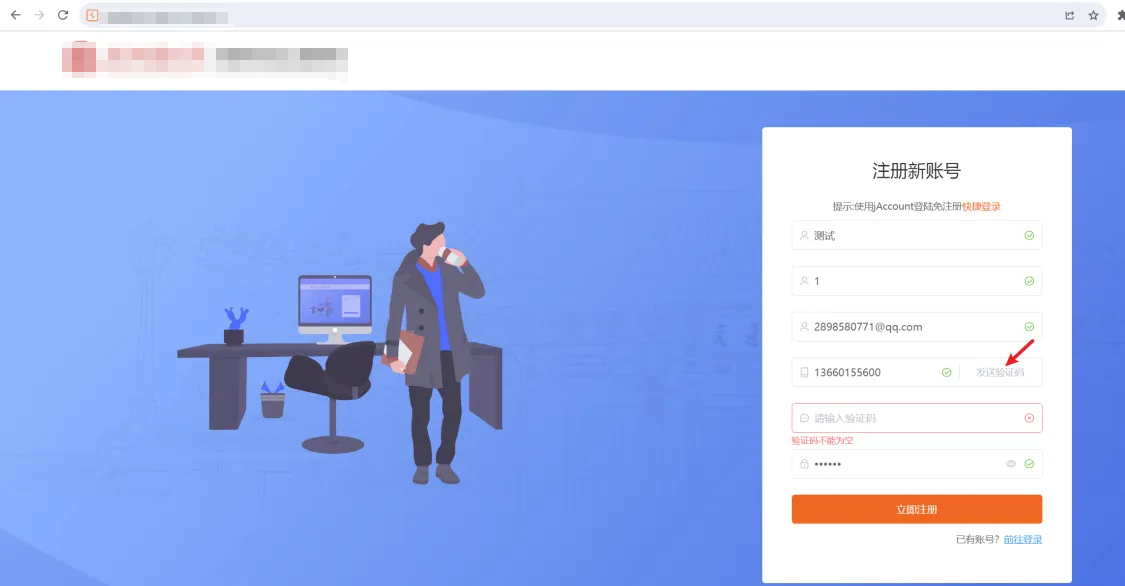 注册新账号
提示:使用jAccount登陆免注册快捷登录
测试
1
2898580771@qq.com
13660155600 发送验证码
请输入验证码
验证码不能为空
••••••
立即注册
已有账号? 前往登录